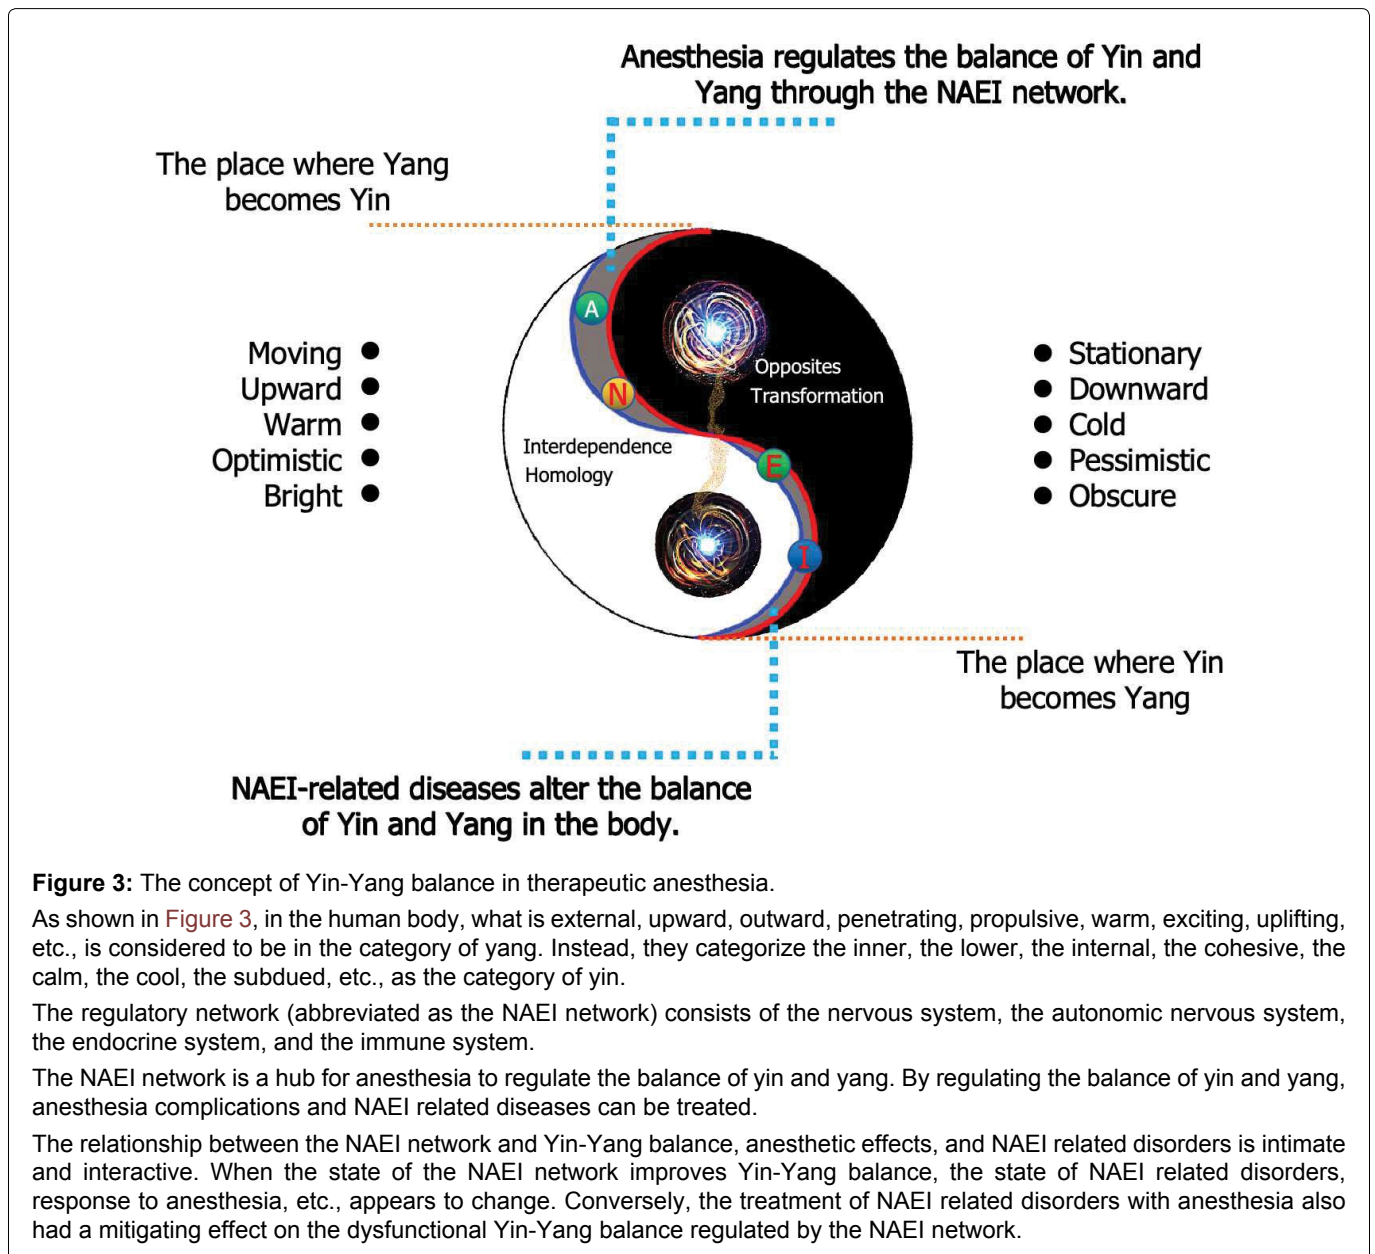 Anesthesia regulates the balance of Yin and
Yang through the NAEI network.
The place where Yang
becomes Yin
A
N
E
I
Opposites
Transformation
Interdependence
Homology
Moving
Upward
Warm
Optimistic
Bright
Stationary
Downward
Cold
Pessimistic
Obscure
The place where Yin
becomes Yang
NAEI-related diseases alter the balance
of Yin and Yang in the body.
Figure 3: The concept of Yin-Yang balance in therapeutic anesthesia.
As shown in Figure 3, in the human body, what is external, upward, outward, penetrating, propulsive, warm, exciting, uplifting,
etc., is considered to be in the category of yang. Instead, they categorize the inner, the lower, the internal, the cohesive, the
calm, the cool, the subdued, etc., as the category of yin.
The regulatory network (abbreviated as the NAEI network) consists of the nervous system, the autonomic nervous system,
the endocrine system, and the immune system.
The NAEI network is a hub for anesthesia to regulate the balance of yin and yang. By regulating the balance of yin and yang,
anesthesia complications and NAEI related diseases can be treated.
The relationship between the NAEI network and Yin-Yang balance, anesthetic effects, and NAEI related disorders is intimate
and interactive. When the state of the NAEI network improves Yin-Yang balance, the state of NAEI related disorders,
response to anesthesia, etc., appears to change. Conversely, the treatment of NAEI related disorders with anesthesia also
had a mitigating effect on the dysfunctional Yin-Yang balance regulated by the NAEI network.